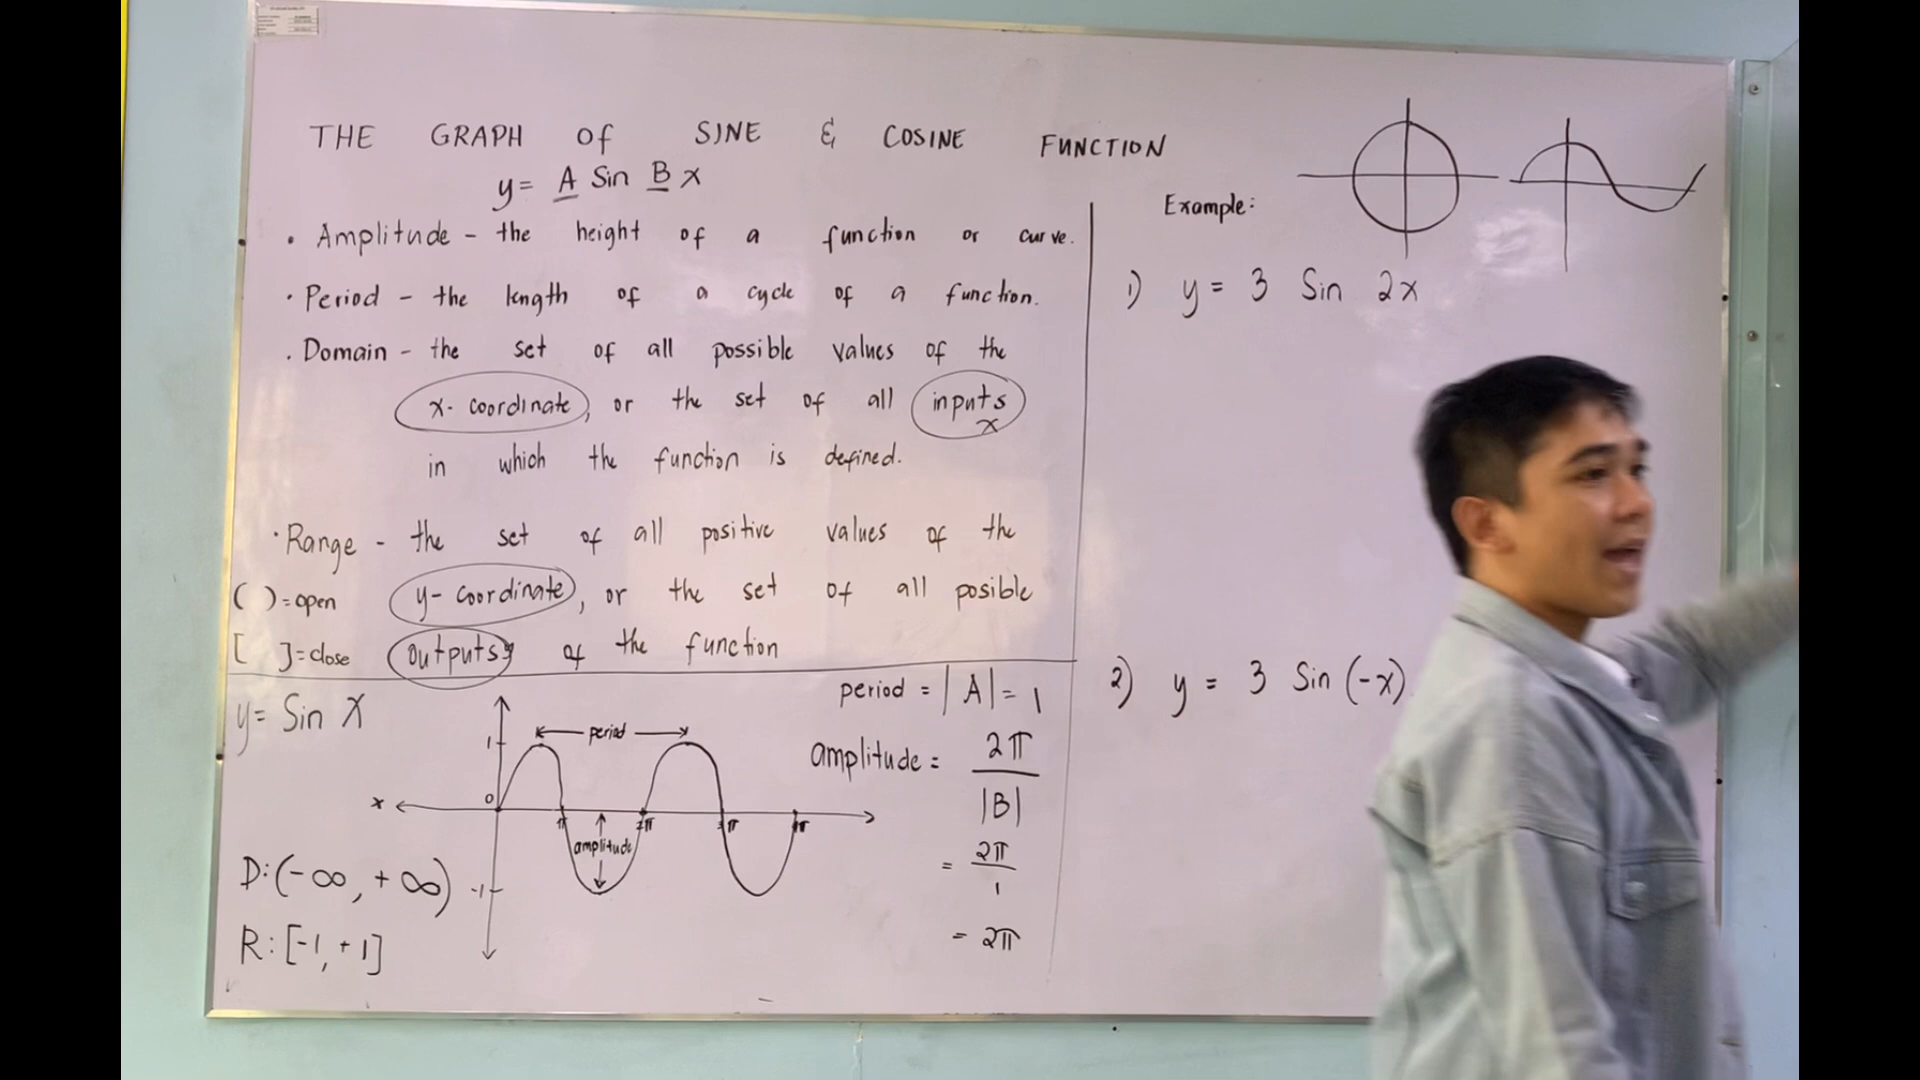 THE GRAPH of SINE & COSINE FUNCTION
y = A Sin B x
• Amplitude - the height of a function or curve.
• Period - the length of a cycle of a function.
• Domain - the set of all possible values of the
x- coordinate, or the set of all inputs
x
in which the function is defined.
• Range - the set of all positive values of the
( ) = open y- coordinate, or the set of all posible
[ ] = close outputs y of the function
y = Sin X
period
1
x
0
π
2π
3π
amplitude
-1
D: (-∞, +∞)
R: [-1, +1]
period = |A| = 1
amplitude = 2π
|B|
= 2π
1
= 2π
Example:
1) y = 3 Sin 2x
2) y = 3 Sin (-x)